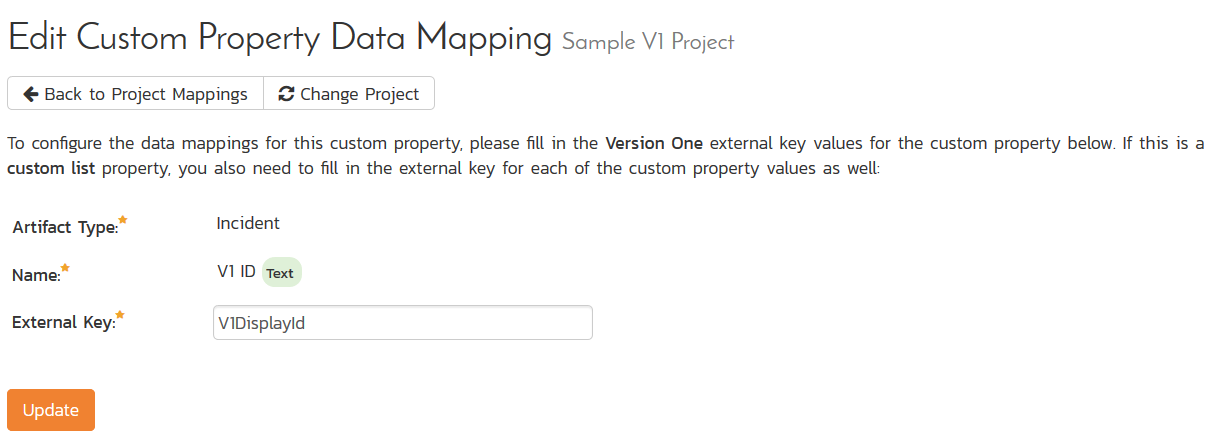 Edit Custom Property Data Mapping Sample V1 Project
Back to Project Mappings Change Project
To configure the data mappings for this custom property, please fill in the Version One external key values for the custom property below. If this is a
custom list property, you also need to fill in the external key for each of the custom property values as well:
Artifact Type: Incident
Name: V1 ID Text
External Key: V1DisplayId
Update